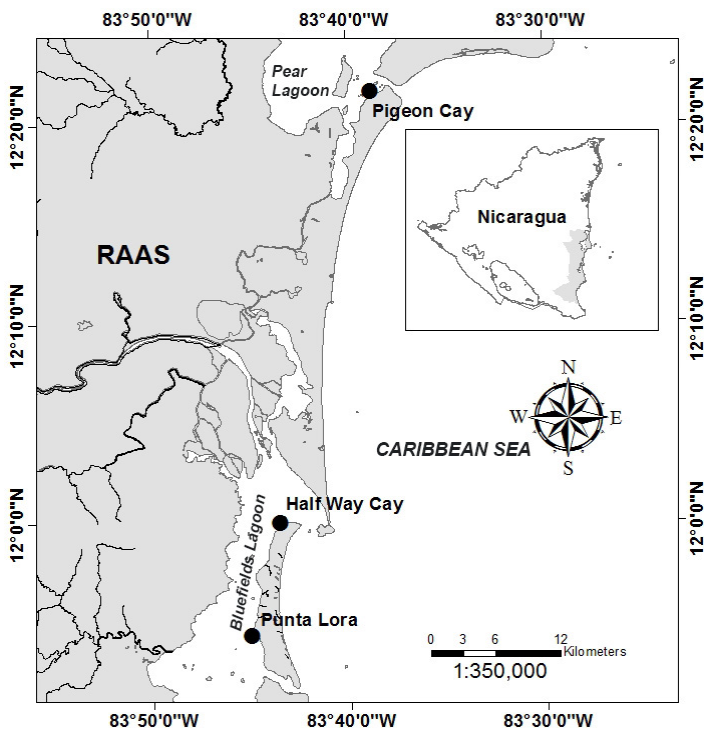 83°50'0"W 83°40'0"W 83°30'0"W
Pear
Lagoon
Pigeon Cay
12°20'0"N
12°20'0"N
Nicaragua
RAAS
12°10'0"N
12°10'0"N
N
W E
S
CARIBBEAN SEA
Half Way Cay
12°0'0"N
12°0'0"N
Bluefields Lagoon
Punta Lora
0 3 6 12
Kilometers
1:350,000
83°50'0"W 83°40'0"W 83°30'0"W